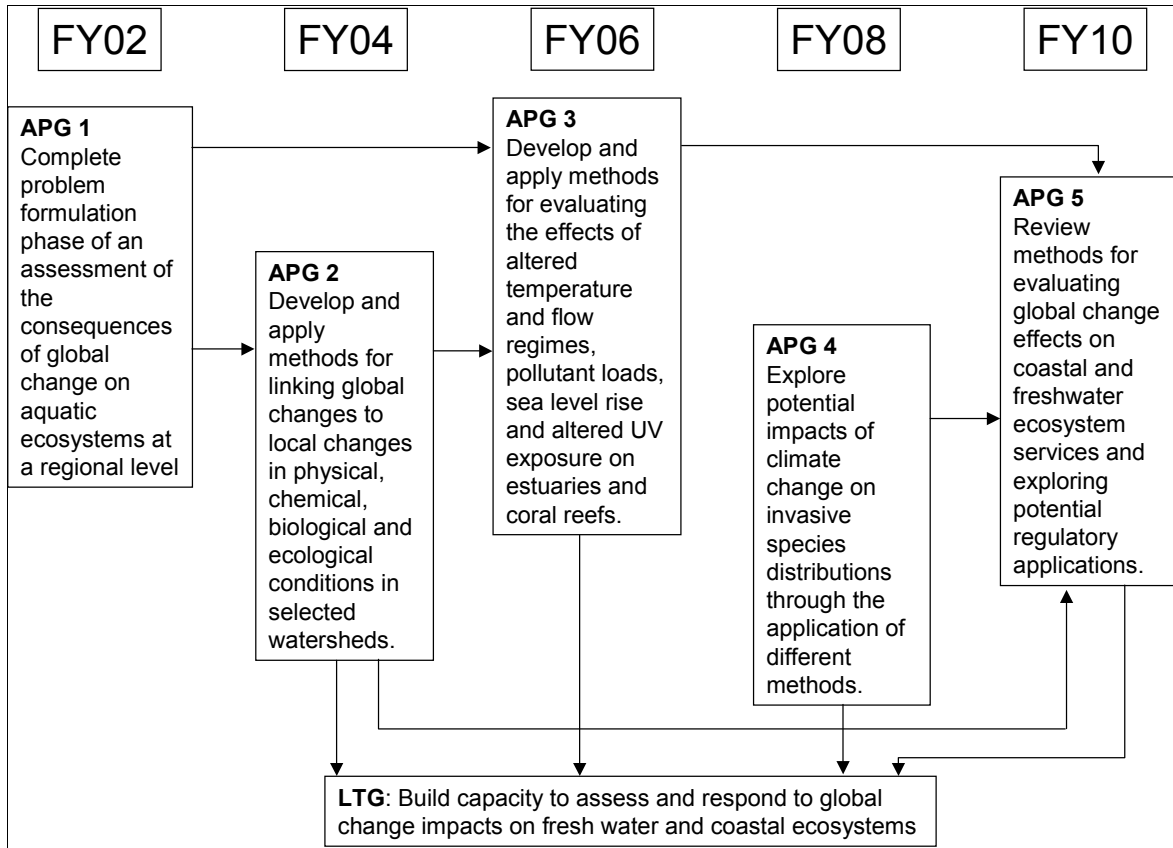 FY02
FY04
FY06
FY08
FY10
APG 1
Complete
problem
formulation
phase of an
assessment of
the
consequences
of global
change on
aquatic
ecosystems at
a regional level
APG 2
Develop and
apply
methods for
linking global
changes to
local changes
in physical,
chemical,
biological and
ecological
conditions in
selected
watersheds.
APG 3
Develop and
apply methods
for evaluating
the effects of
altered
temperature
and flow
regimes,
pollutant loads,
sea level rise
and altered UV
exposure on
estuaries and
coral reefs.
APG 4
Explore
potential
impacts of
climate
change on
invasive
species
distributions
through the
application of
different
methods.
APG 5
Review
methods for
evaluating
global change
effects on
coastal and
freshwater
ecosystem
services and
exploring
potential
regulatory
applications.
LTG: Build capacity to assess and respond to global
change impacts on fresh water and coastal ecosystems